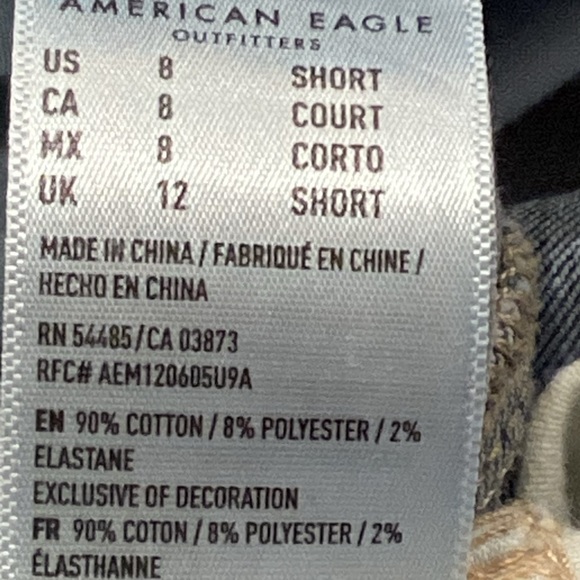 AMERICAN EAGLE
OUTFITTERS
US 8 SHORT
CA 8 COURT
MX 8 CORTO
UK 12 SHORT
MADE IN CHINA / FABRIQUÉ EN CHINE /
HECHO EN CHINA
RN 54485/CA 03873
RFC# AEM120605U9A
EN 90% COTTON / 8% POLYESTER / 2%
ELASTANE
EXCLUSIVE OF DECORATION
FR 90% COTON / 8% POLYESTER / 2%
ÉLASTHANNE